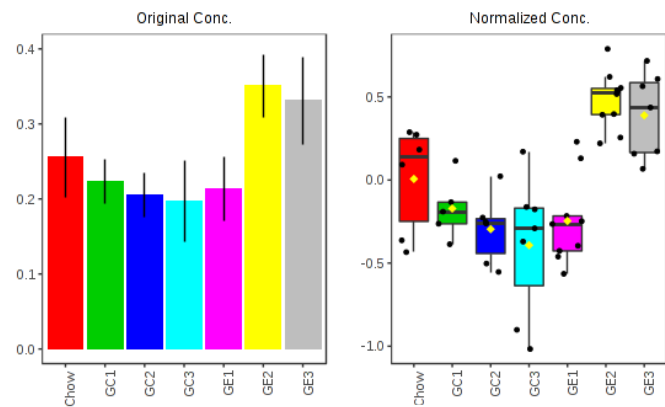 Original Conc.
0.4
0.3
0.2
0.1
0.0
Chow
GC1
GC2
GC3
GE1
GE2
GE3
Normalized Conc.
0.5
0.0
-0.5
-1.0
Chow
GC1
GC2
GC3
GE1
GE2
GE3